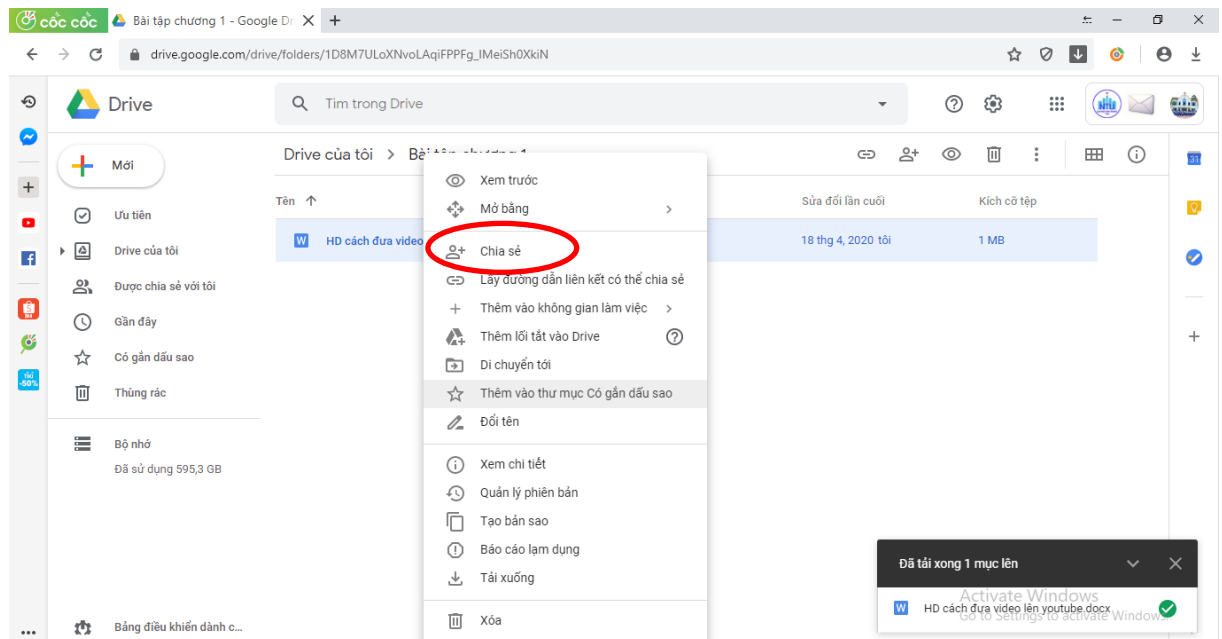 cốc cốc
Bài tập chương 1 - Google Dr
drive.google.com/drive/folders/1D8M7ULoXNvoLAqiFPPFg_IMeiSh0XkiN
Drive
Tìm trong Drive
Mới
Drive của tôi > Bài tập chương 1
Xem trước
Tên
Sửa đổi lần cuối
Kích cỡ tệp
Mở bằng
Ưu tiên
W HD cách đưa video
18 thg 4, 2020 tôi
1 MB
Drive của tôi
Chia sẻ
Được chia sẻ với tôi
Lấy đường dẫn liên kết có thể chia sẻ
Thêm vào không gian làm việc
Gần đây
Thêm lối tắt vào Drive
Có gắn dấu sao
Di chuyển tới
Thùng rác
Thêm vào thư mục Có gắn dấu sao
Đổi tên
Bộ nhớ
Đã sử dụng 595,3 GB
Xem chi tiết
Quản lý phiên bản
Tạo bản sao
Báo cáo lạm dụng
Tải xuống
Xóa
Bảng điều khiển dành c...
Đã tải xong 1 mục lên
Activate Windows
W HD cách đưa video lên youtube.docx
Go to Settings to activate Windows.
31
-50%